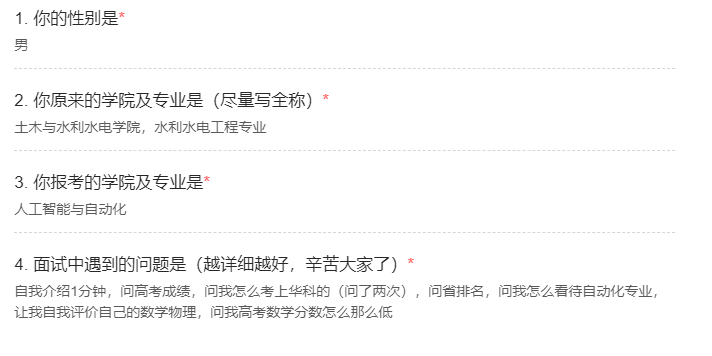 1. 你的性别是*
男
2. 你原来的学院及专业是（尽量写全称）*
土木与水利水电学院，水利水电工程专业
3. 你报考的学院及专业是*
人工智能与自动化
4. 面试中遇到的问题是（越详细越好，辛苦大家了）*
自我介绍1分钟，问高考成绩，问我怎么考上华科的（问了两次），问省排名，问我怎么看待自动化专业，
让我自我评价自己的数学物理，问我高考数学分数怎么那么低